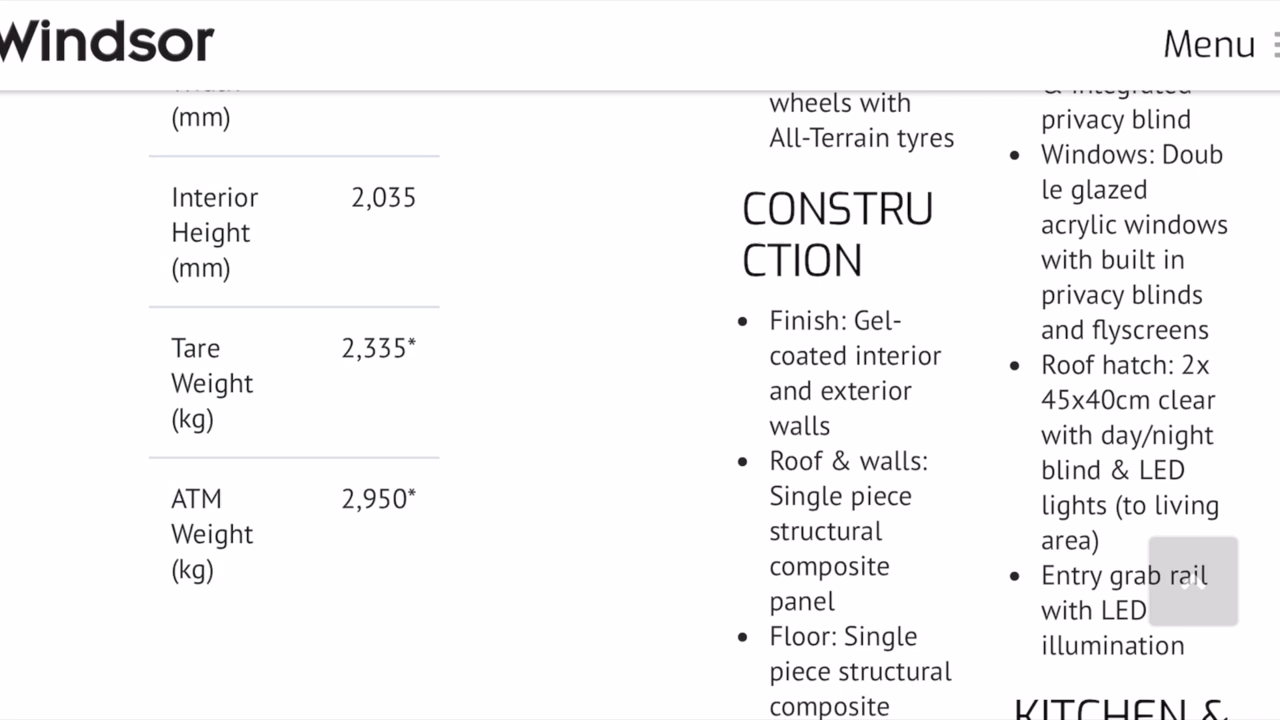 Windsor
Menu
(mm)
Interior
Height
(mm)
2,035
Tare
Weight
(kg)
2,335*
ATM
Weight
(kg)
2,950*
wheels with
All-Terrain tyres
CONSTRU
CTION
• Finish: Gel-
coated interior
and exterior
walls
• Roof & walls:
Single piece
structural
composite
panel
• Floor: Single
piece structural
composite
& integrated
privacy blind
• Windows: Doub
le glazed
acrylic windows
with built in
privacy blinds
and flyscreens
• Roof hatch: 2x
45x40cm clear
with day/night
blind & LED
lights (to living
area)
• Entry grab rail
with LED
illumination
KITCHEN &